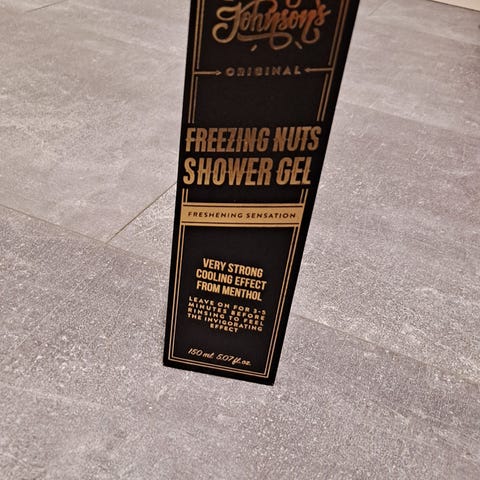 Johnson's
ORIGINAL
FREEZING NUTS
SHOWER GEL
FRESHENING SENSATION
VERY STRONG
COOLING EFFECT
FROM MENTHOL
LEAVE ON FOR 3-5
MINUTES BEFORE
RINSING TO FEEL
THE INVIGORATING
EFFECT
150 ml 5.07 fl.oz.